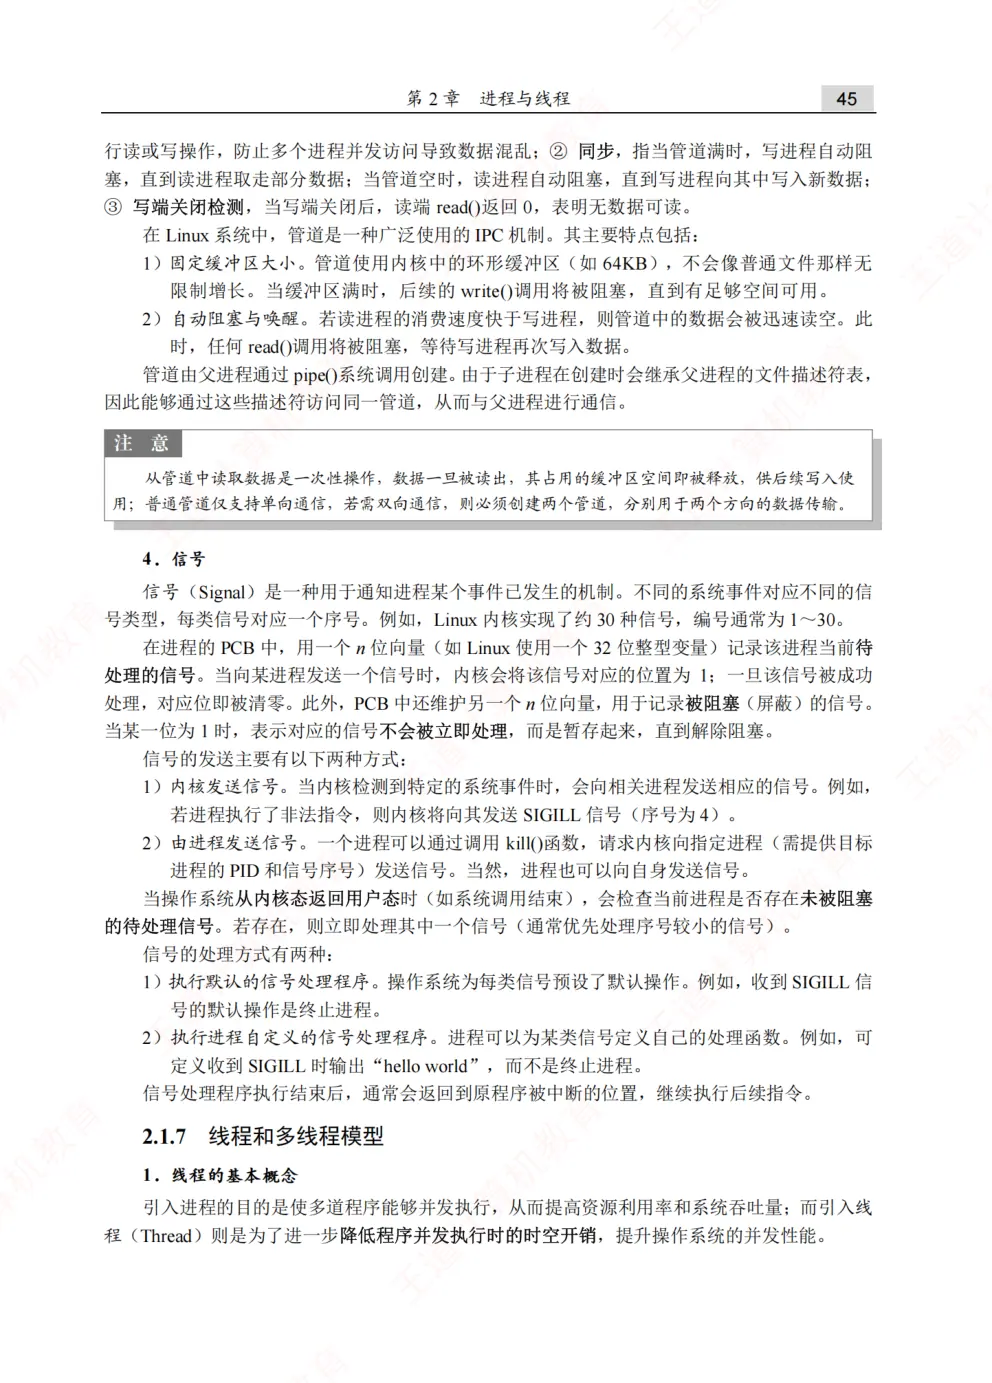 第 2 章 进程与线程 45
行读或写操作，防止多个进程并发访问导致数据混乱；② 同步，指当管道满时，写进程自动阻
塞，直到读进程取走部分数据；当管道空时，读进程自动阻塞，直到写进程向其中写入新数据；
③ 写端关闭检测，当写端关闭后，读端 read()返回 0，表明无数据可读。
在 Linux 系统中，管道是一种广泛使用的 IPC 机制。其主要特点包括：
1）固定缓冲区大小。管道使用内核中的环形缓冲区（如 64KB），不会像普通文件那样无
限制增长。当缓冲区满时，后续的 write()调用将被阻塞，直到有足够空间可用。
2）自动阻塞与唤醒。若读进程的消费速度快于写进程，则管道中的数据会被迅速读空。此
时，任何 read()调用将被阻塞，等待写进程再次写入数据。
管道由父进程通过 pipe()系统调用创建。由于子进程在创建时会继承父进程的文件描述符表，
因此能够通过这些描述符访问同一管道，从而与父进程进行通信。
注 意
从管道中读取数据是一次性操作，数据一旦被读出，其占用的缓冲区空间即被释放，供后续写入使
用；普通管道仅支持单向通信，若需双向通信，则必须创建两个管道，分别用于两个方向的数据传输。
4．信号
信号（Signal）是一种用于通知进程某个事件已发生的机制。不同的系统事件对应不同的信
号类型，每类信号对应一个序号。例如，Linux 内核实现了约 30 种信号，编号通常为 1～30。
在进程的 PCB 中，用一个 n 位向量（如 Linux 使用一个 32 位整型变量）记录该进程当前待
处理的信号。当向某进程发送一个信号时，内核会将该信号对应的位置为 1；一旦该信号被成功
处理，对应位即被清零。此外，PCB 中还维护另一个 n 位向量，用于记录被阻塞（屏蔽）的信号。
当某一位为 1 时，表示对应的信号不会被立即处理，而是暂存起来，直到解除阻塞。
信号的发送主要有以下两种方式：
1）内核发送信号。当内核检测到特定的系统事件时，会向相关进程发送相应的信号。例如，
若进程执行了非法指令，则内核将向其发送 SIGILL 信号（序号为 4）。
2）由进程发送信号。一个进程可以通过调用 kill()函数，请求内核向指定进程（需提供目标
进程的 PID 和信号序号）发送信号。当然，进程也可以向自身发送信号。
当操作系统从内核态返回用户态时（如系统调用结束），会检查当前进程是否存在未被阻塞
的待处理信号。若存在，则立即处理其中一个信号（通常优先处理序号较小的信号）。
信号的处理方式有两种：
1）执行默认的信号处理程序。操作系统为每类信号预设了默认操作。例如，收到 SIGILL 信
号的默认操作是终止进程。
2）执行进程自定义的信号处理程序。进程可以为某类信号定义自己的处理函数。例如，可
定义收到 SIGILL 时输出“hello world”，而不是终止进程。
信号处理程序执行结束后，通常会返回到原程序被中断的位置，继续执行后续指令。
2.1.7 线程和多线程模型
1．线程的基本概念
引入进程的目的是使多道程序能够并发执行，从而提高资源利用率和系统吞吐量；而引入线
程（Thread）则是为了进一步降低程序并发执行时的时空开销，提升操作系统的并发性能。